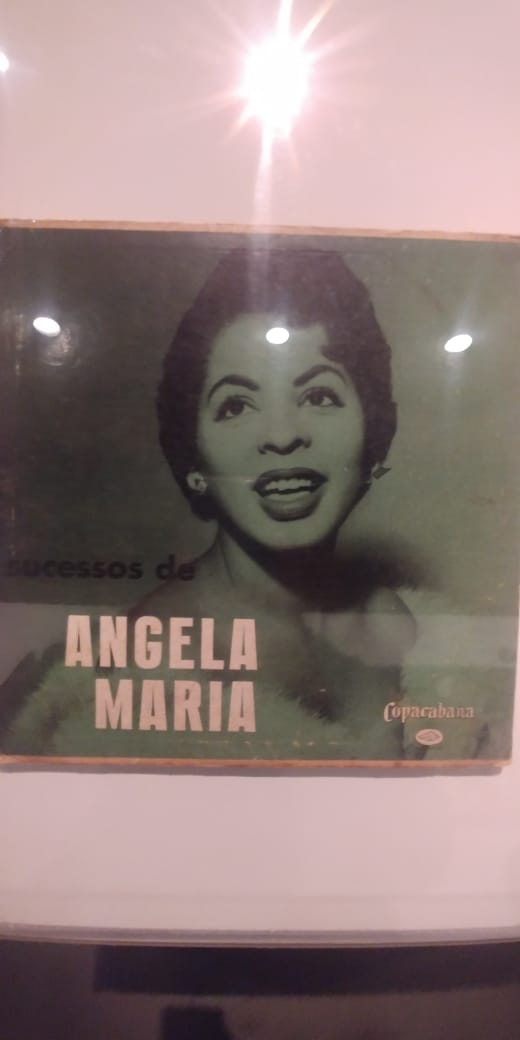 sucessos de
ANGELA
MARIA
Copacabana